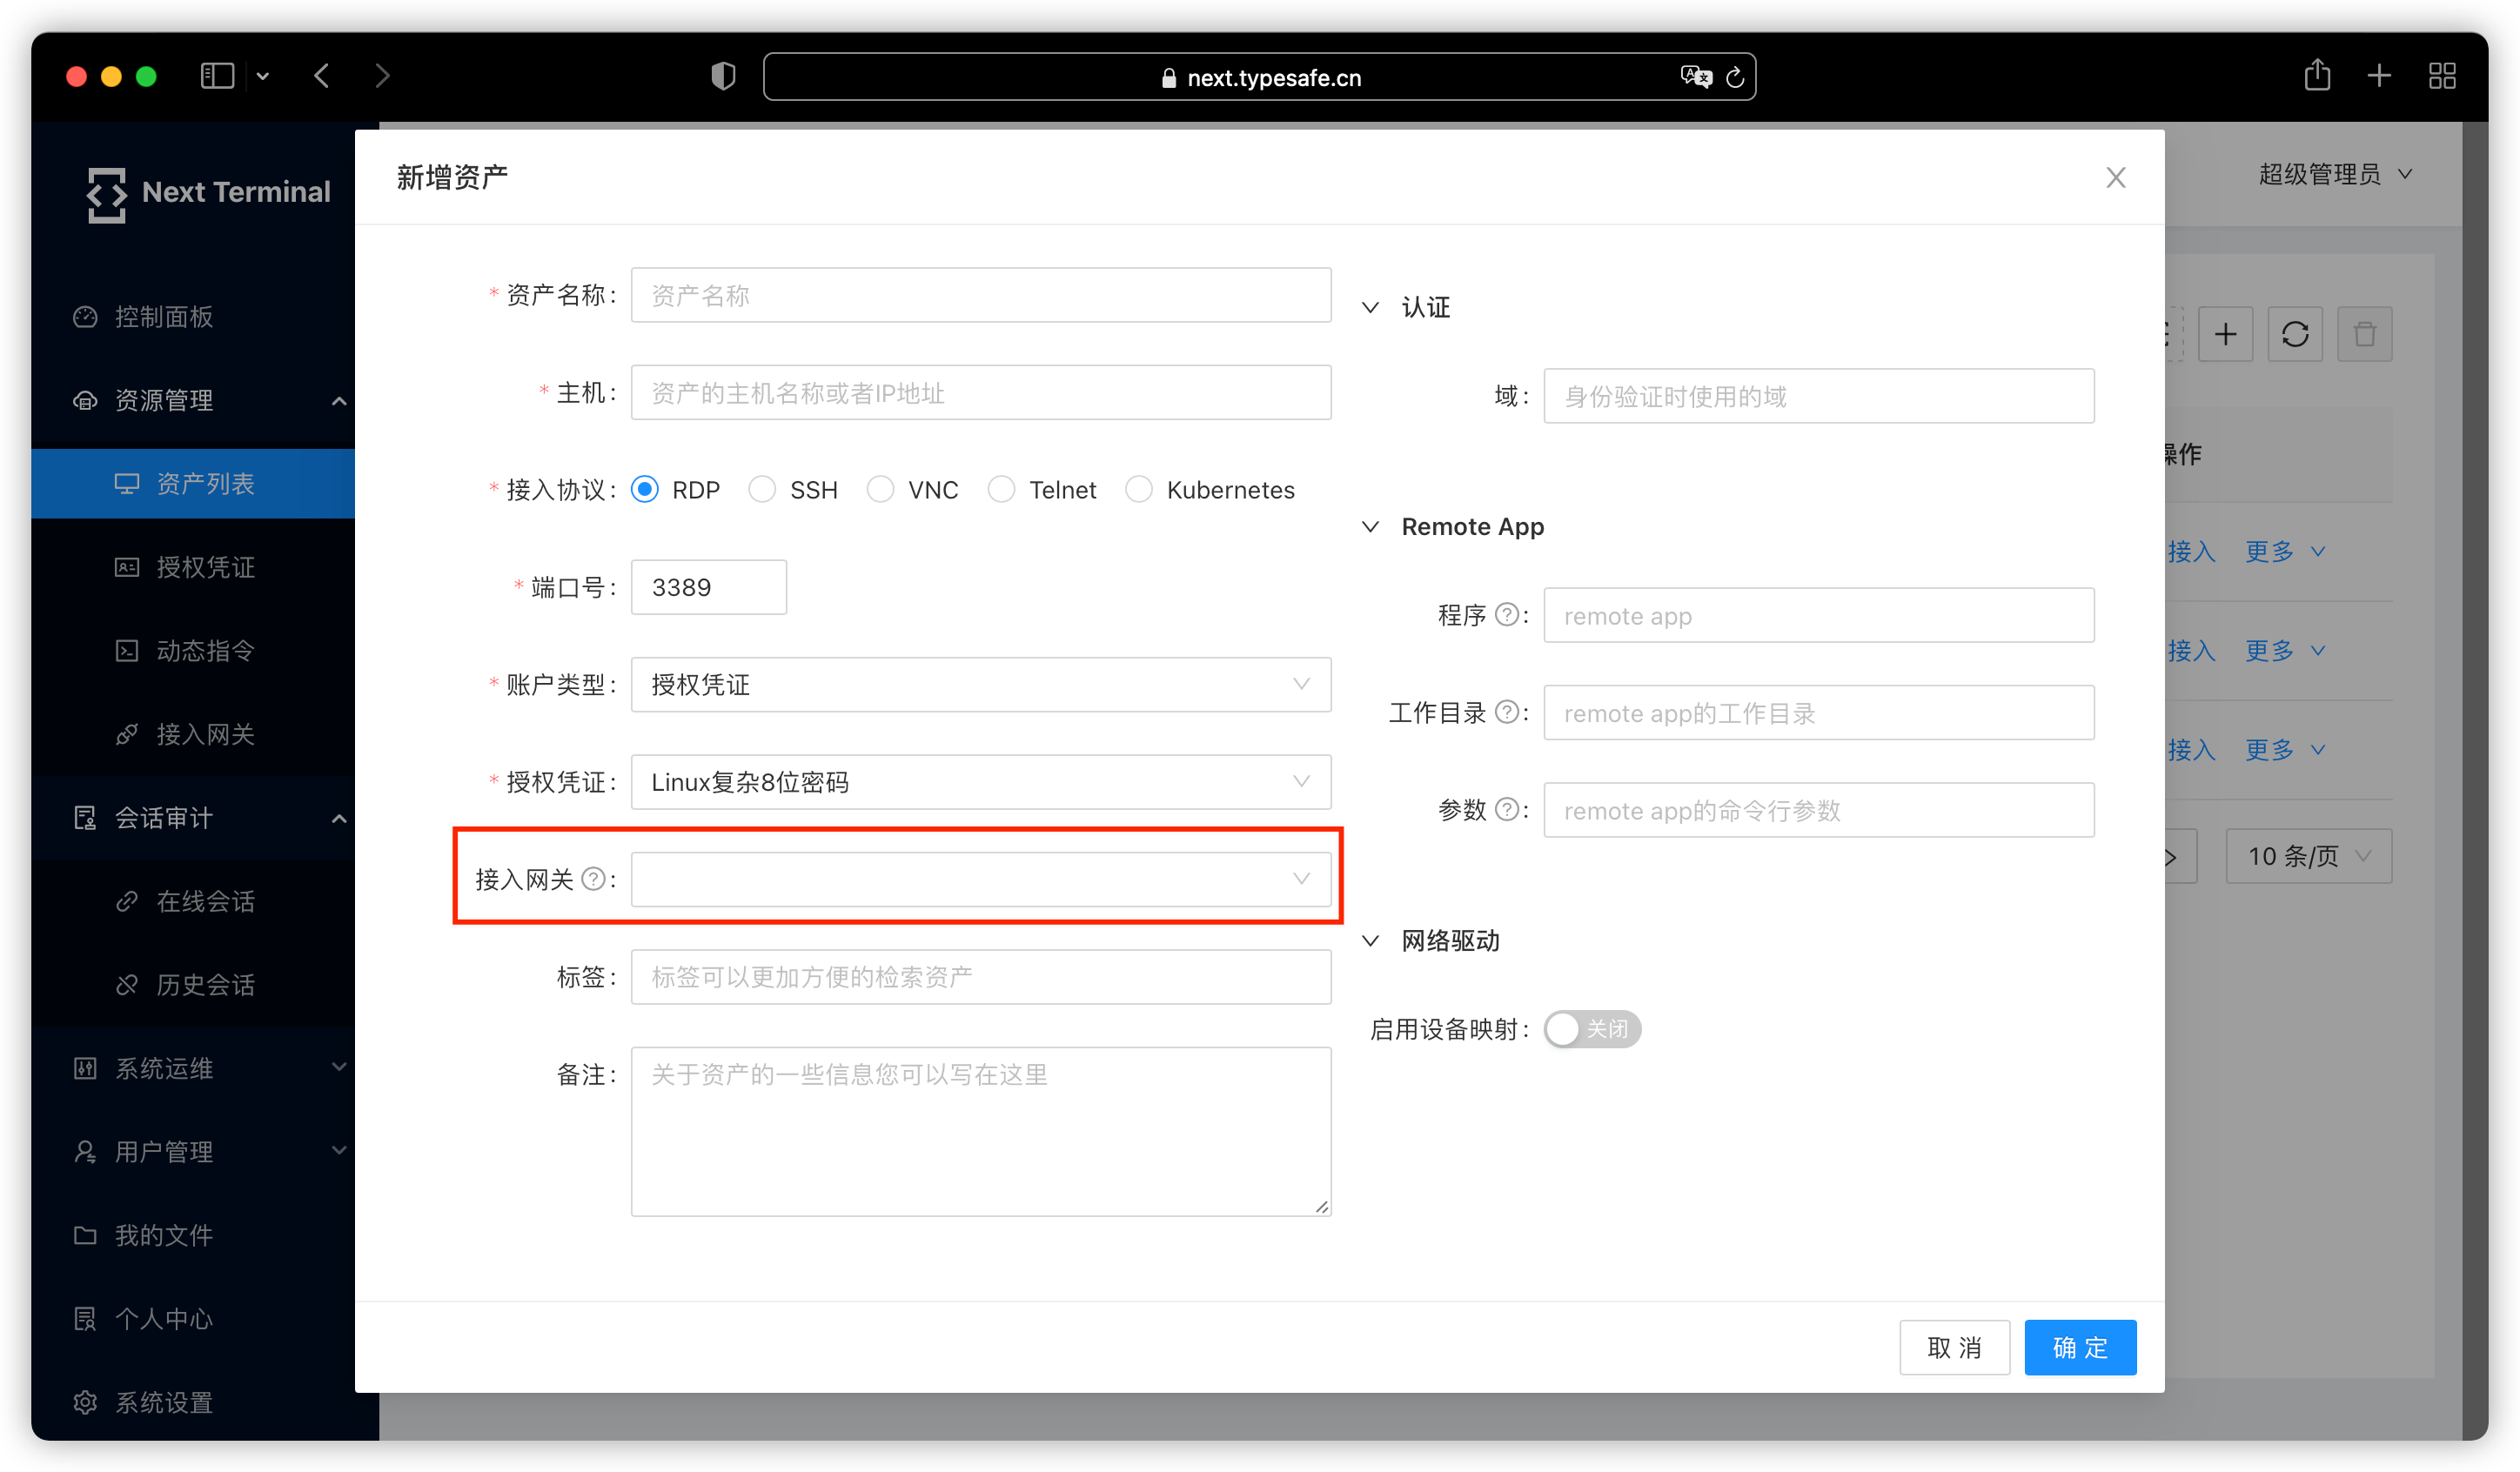 next.typesafe.cn
Next Terminal
控制面板
资源管理
资产列表
授权凭证
动态指令
接入网关
会话审计
在线会话
历史会话
系统运维
用户管理
我的文件
个人中心
系统设置
超级管理员
新增资产
* 资产名称: 资产名称
* 主机: 资产的主机名称或者IP地址
* 接入协议: RDP SSH VNC Telnet Kubernetes
* 端口号: 3389
* 账户类型: 授权凭证
* 授权凭证: Linux复杂8位密码
接入网关 ? :
标签: 标签可以更加方便的检索资产
备注: 关于资产的一些信息您可以写在这里
认证
域: 身份验证时使用的域
Remote App
程序 ? : remote app
工作目录 ? : remote app的工作目录
参数 ? : remote app的命令行参数
网络驱动
启用设备映射: 关闭
取 消
确 定
操作
接入 更多
接入 更多
接入 更多
10 条/页